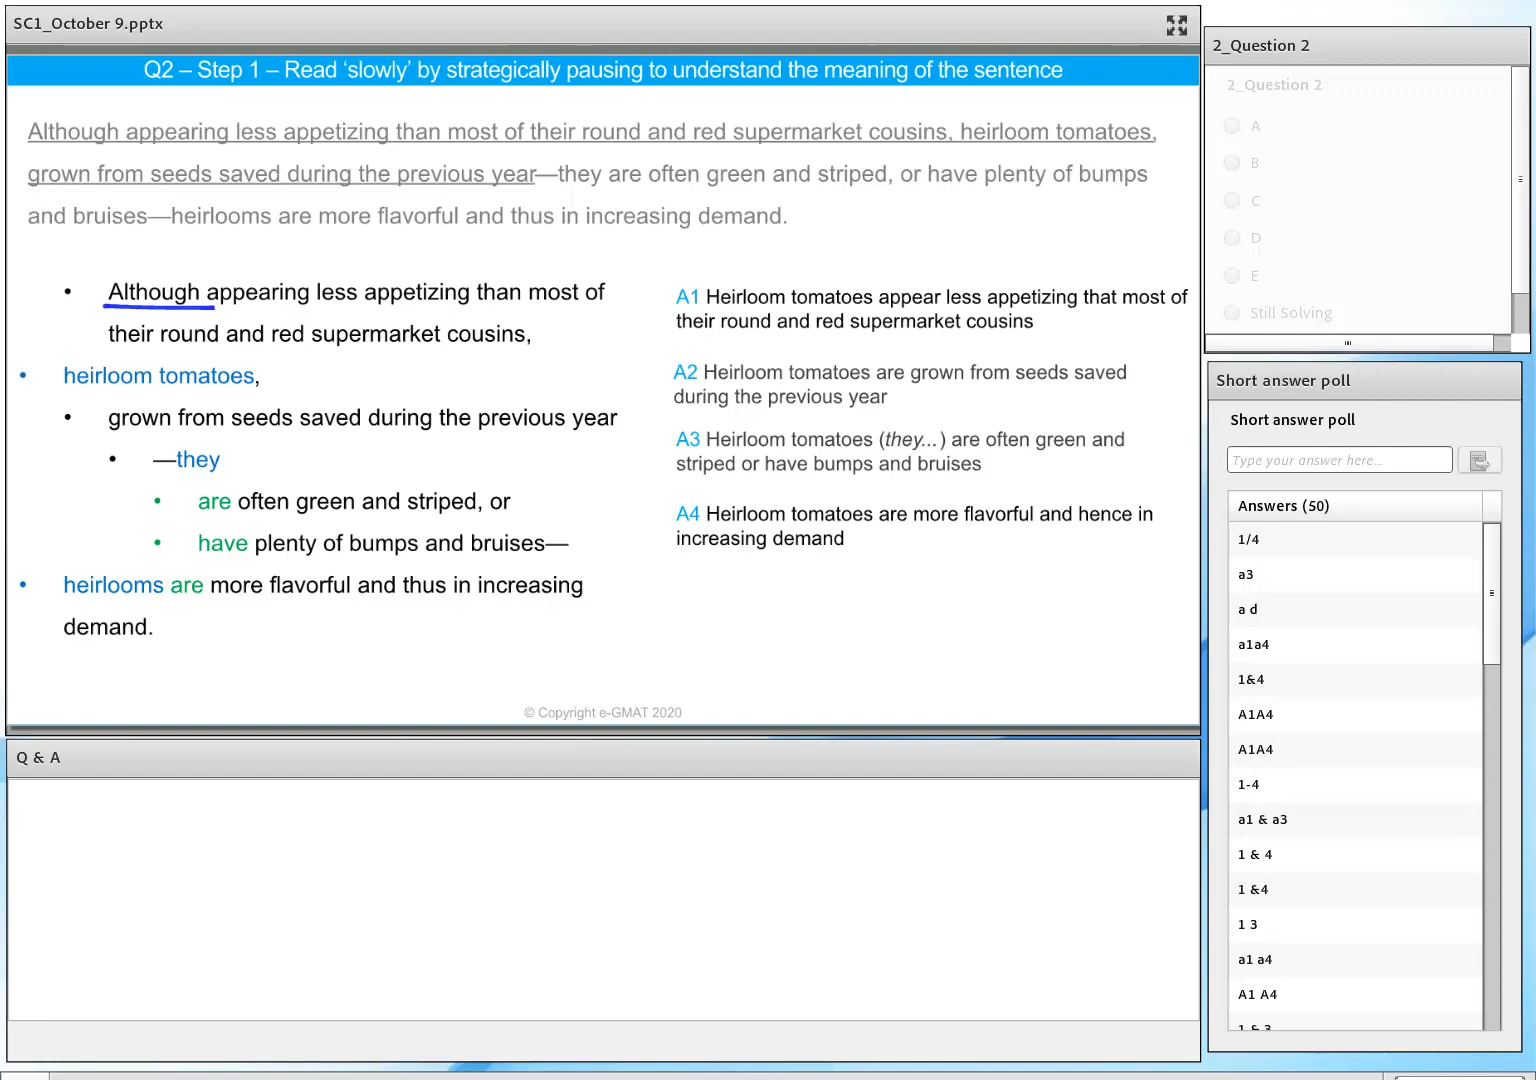 SC1_October 9.pptx
Q2 – Step 1 – Read ‘slowly’ by strategically pausing to understand the meaning of the sentence
Although appearing less appetizing than most of their round and red supermarket cousins, heirloom tomatoes,
grown from seeds saved during the previous year—they are often green and striped, or have plenty of bumps
and bruises—heirlooms are more flavorful and thus in increasing demand.
• Although appearing less appetizing than most of
their round and red supermarket cousins,
• heirloom tomatoes,
• grown from seeds saved during the previous year
• —they
• are often green and striped, or
• have plenty of bumps and bruises—
• heirlooms are more flavorful and thus in increasing
demand.
A1 Heirloom tomatoes appear less appetizing that most of
their round and red supermarket cousins
A2 Heirloom tomatoes are grown from seeds saved
during the previous year
A3 Heirloom tomatoes (they...) are often green and
striped or have bumps and bruises
A4 Heirloom tomatoes are more flavorful and hence in
increasing demand
© Copyright e-GMAT 2020
Q & A
2_Question 2
2_Question 2
A
B
C
D
E
Still Solving
Short answer poll
Short answer poll
Type your answer here...
Answers (50)
1/4
a3
a d
a1a4
1&4
A1A4
A1A4
1-4
a1 & a3
1 & 4
1 &4
1 3
a1 a4
A1 A4
1 & 3